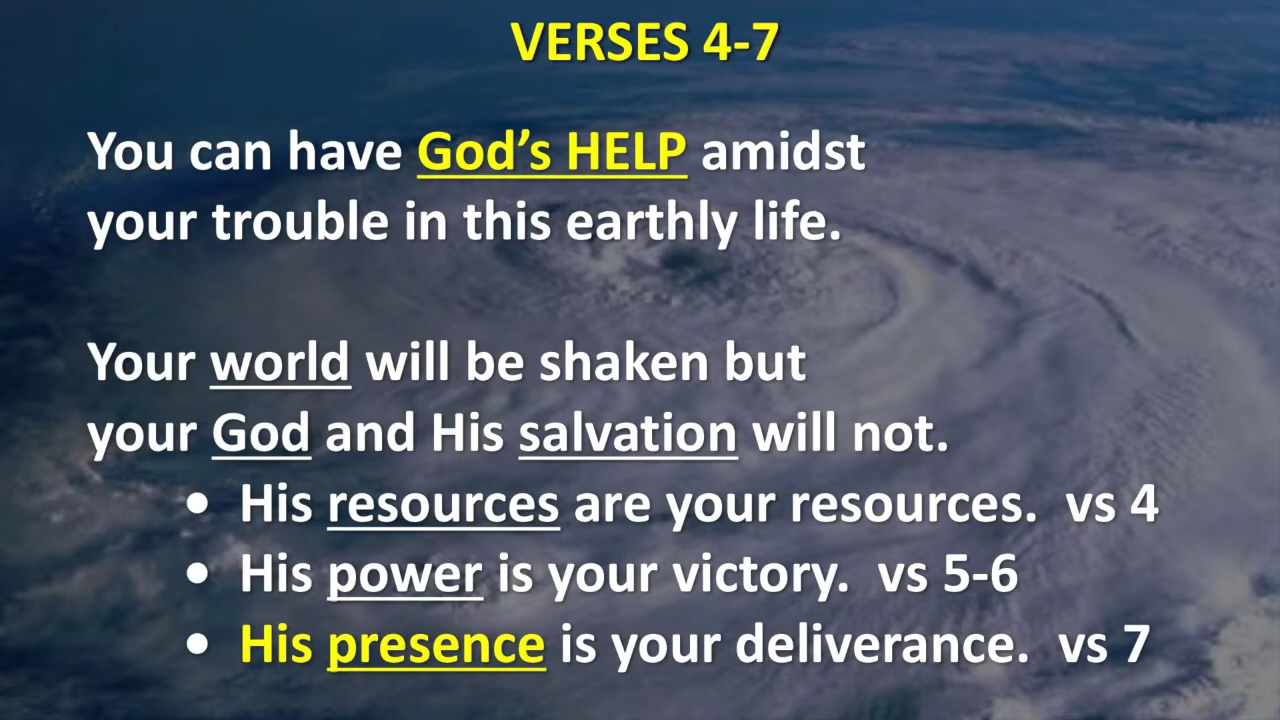 VERSES 4-7
You can have God’s HELP amidst
your trouble in this earthly life.
Your world will be shaken but
your God and His salvation will not.
• His resources are your resources.  vs 4
• His power is your victory.  vs 5-6
• His presence is your deliverance.  vs 7